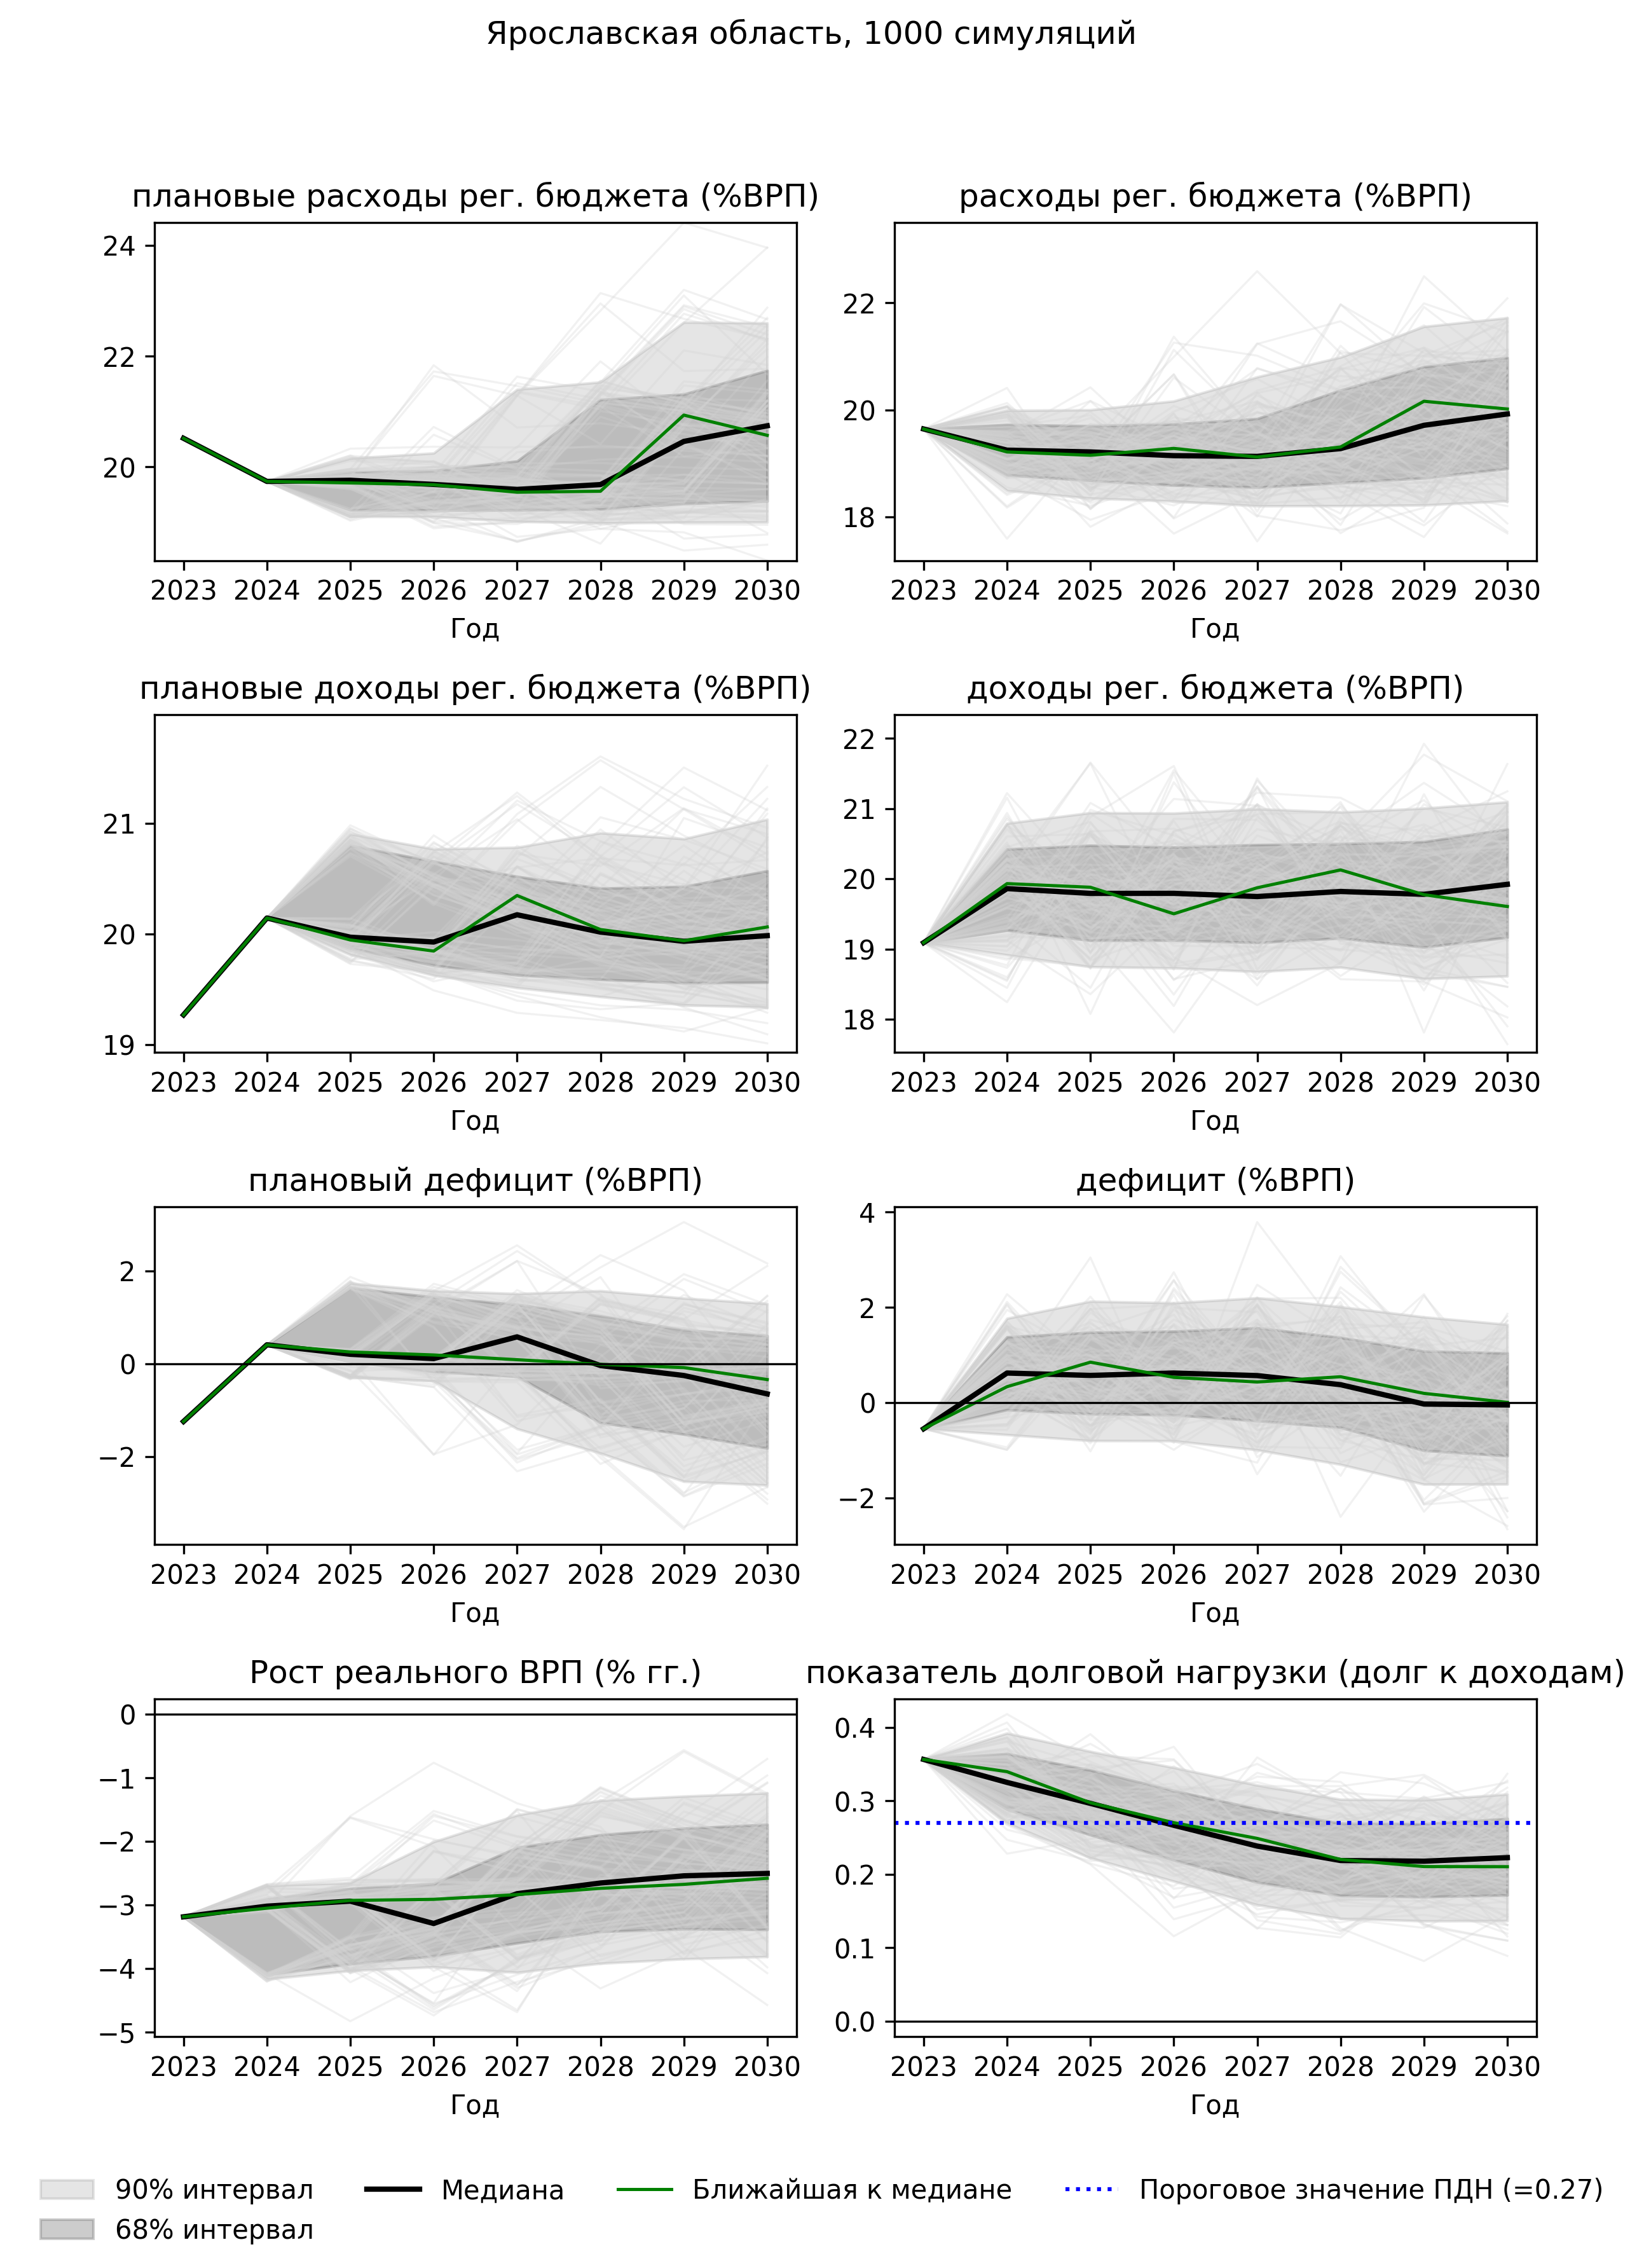 Ярославская область, 1000 симуляций
плановые расходы рег. бюджета (%ВРП)
24
22
20
2023 2024 2025 2026 2027 2028 2029 2030
Год
расходы рег. бюджета (%ВРП)
22
20
18
2023 2024 2025 2026 2027 2028 2029 2030
Год
плановые доходы рег. бюджета (%ВРП)
21
20
19
2023 2024 2025 2026 2027 2028 2029 2030
Год
доходы рег. бюджета (%ВРП)
22
21
20
19
18
2023 2024 2025 2026 2027 2028 2029 2030
Год
плановый дефицит (%ВРП)
2
0
−2
2023 2024 2025 2026 2027 2028 2029 2030
Год
дефицит (%ВРП)
4
2
0
−2
2023 2024 2025 2026 2027 2028 2029 2030
Год
Рост реального ВРП (% гг.)
0
−1
−2
−3
−4
−5
2023 2024 2025 2026 2027 2028 2029 2030
Год
показатель долговой нагрузки (долг к доходам)
0.4
0.3
0.2
0.1
0.0
2023 2024 2025 2026 2027 2028 2029 2030
Год
90% интервал
68% интервал
Медиана
Ближайшая к медиане
Пороговое значение ПДН (=0.27)